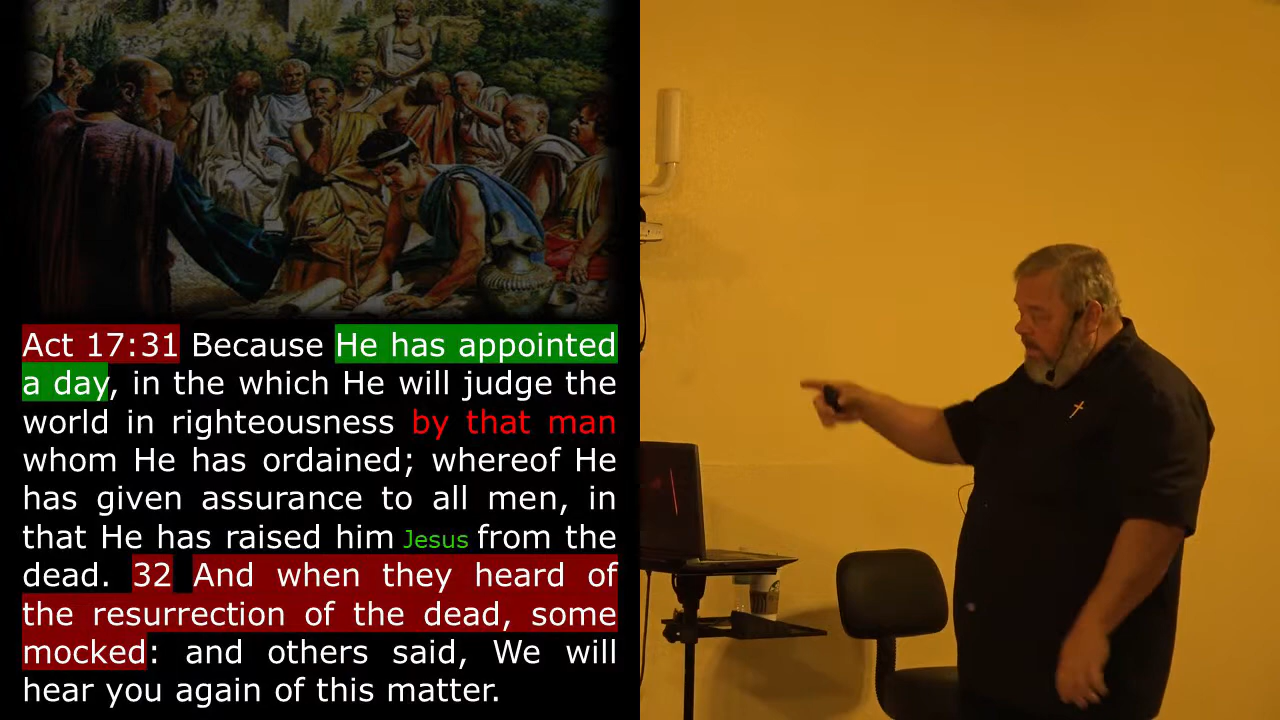 Act 17:31 Because He has appointed
a day, in the which He will judge the
world in righteousness by that man
whom He has ordained; whereof He
has given assurance to all men, in
that He has raised him Jesus from the
dead. 32 And when they heard of
the resurrection of the dead, some
mocked: and others said, We will
hear you again of this matter.